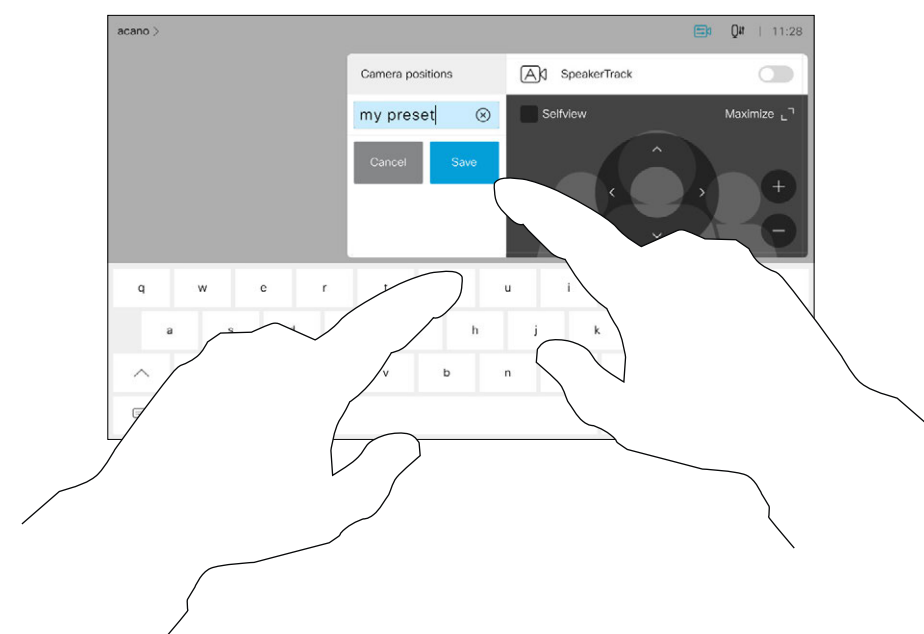 acano > | 11:28
Camera positions SpeakerTrack
my preset Selfview Maximize
Cancel Save
q w e r t u i
a s h j k
v b n